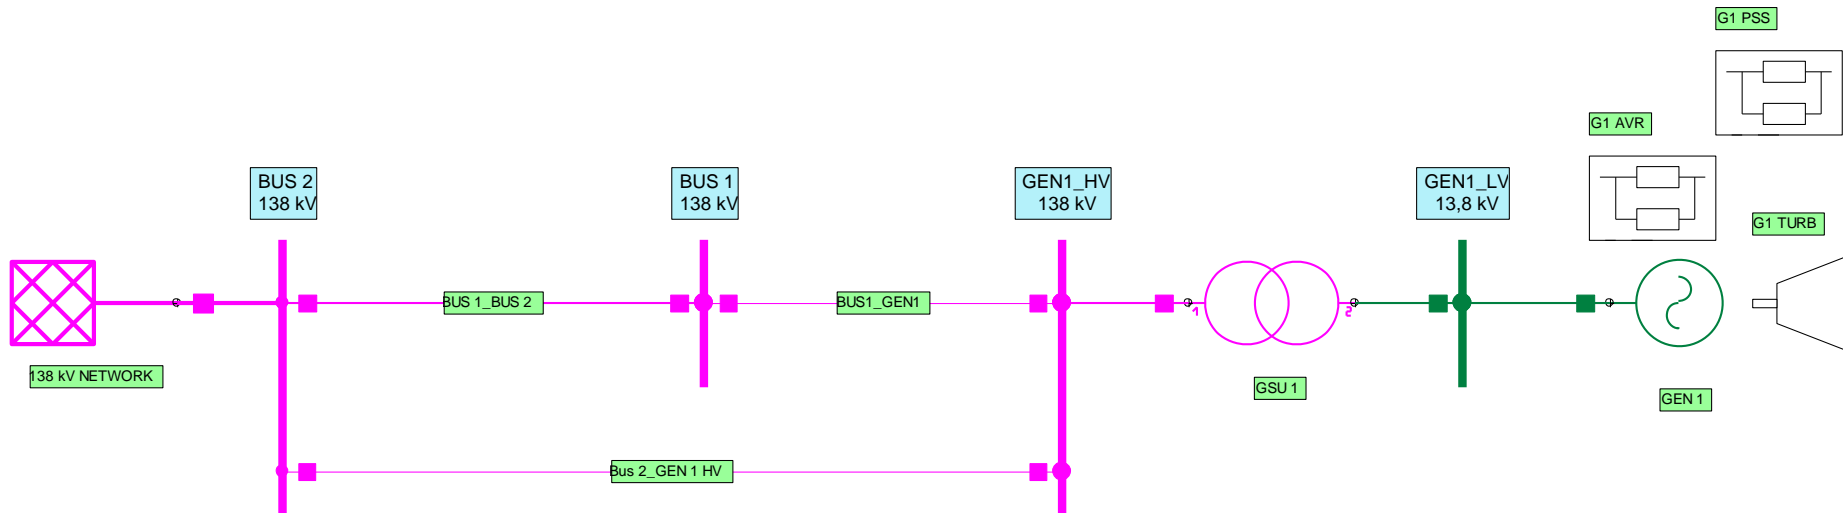 G1 PSS
G1 AVR
BUS 2
138 kV
BUS 1
138 kV
GEN1_HV
138 kV
GEN1_LV
13,8 kV
G1 TURB
BUS 1_BUS 2
BUS1_GEN1
1
2
138 kV NETWORK
GSU 1
GEN 1
Bus 2_GEN 1 HV